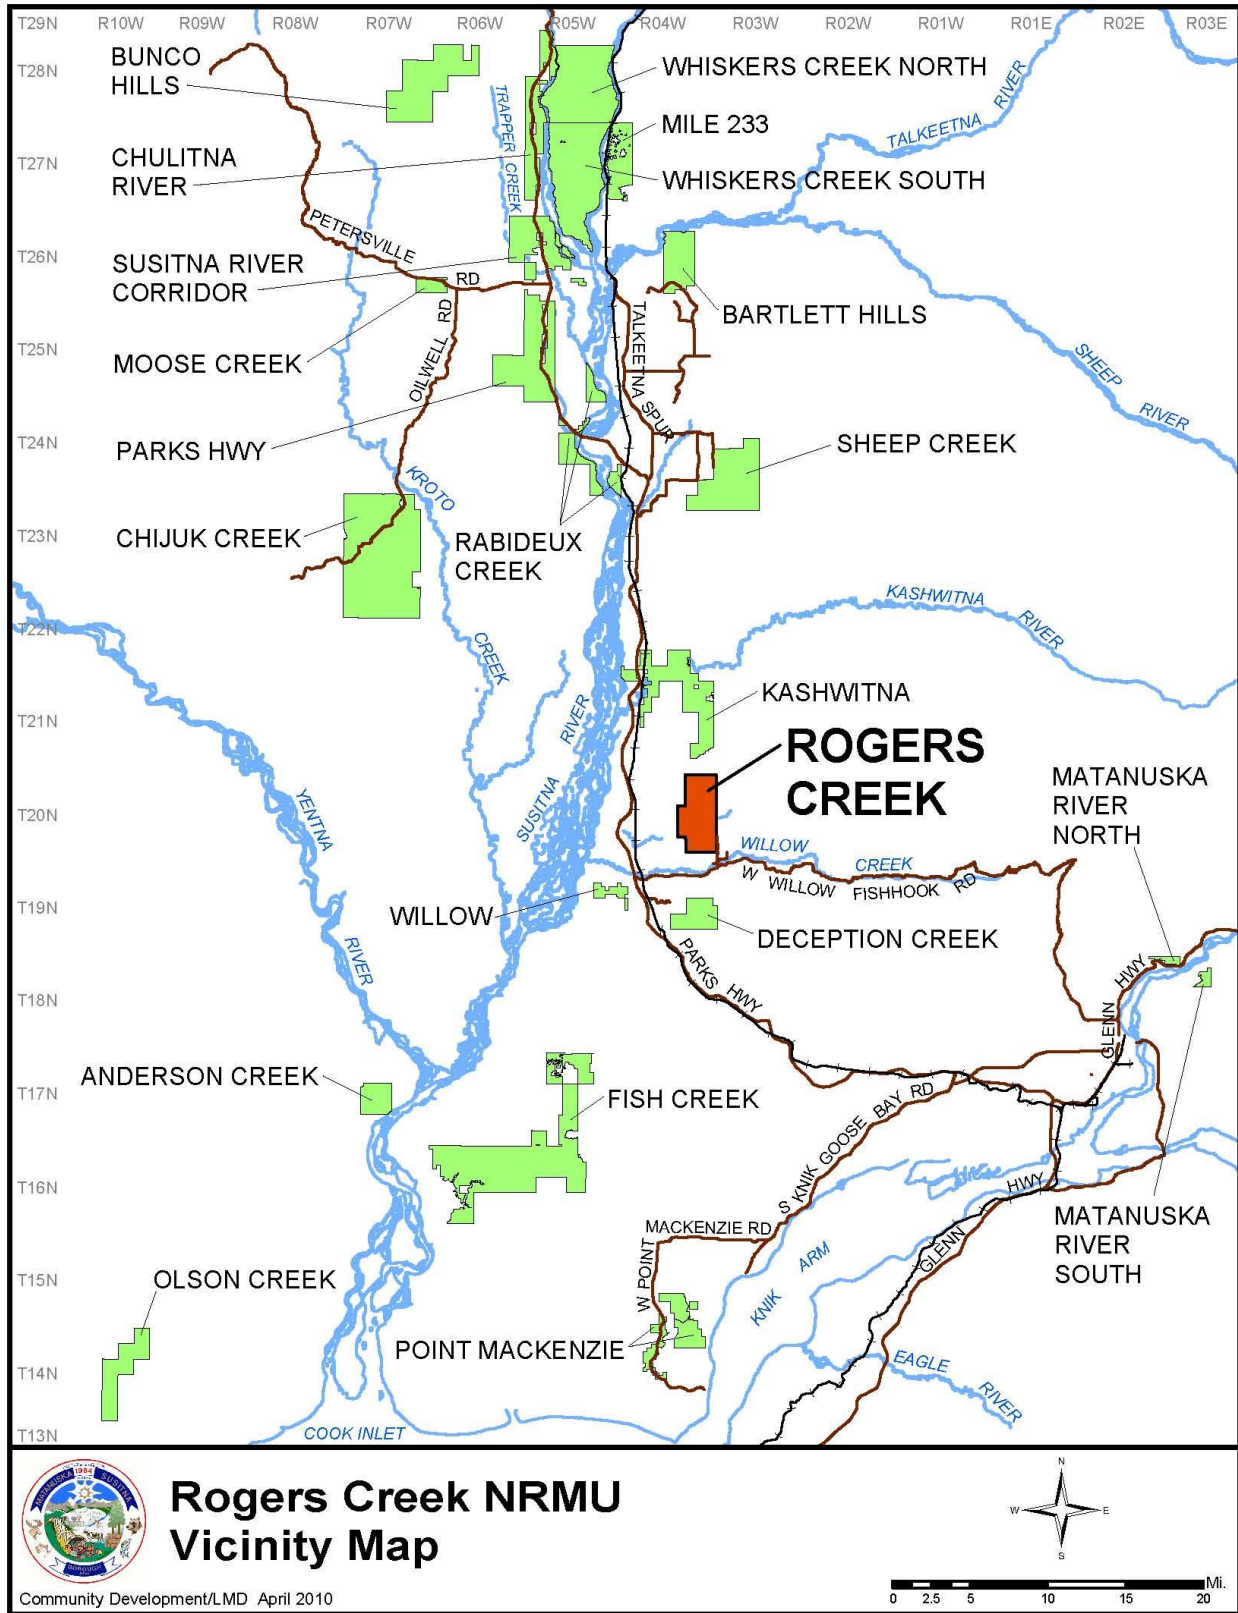 T29N R10W R09W R08W R07W R06W R05W R04W R03W R02W R01W R01E R02E R03E
BUNCO
HILLS
WHISKERS CREEK NORTH
T28N
TRAPPER CREEK
TALKEETNA
RIVER
MILE 233
CHULITNA
RIVER
T27N
WHISKERS CREEK SOUTH
PETERSVILLE
RD
T26N
SUSITNA RIVER
CORRIDOR
BARTLETT HILLS
MOOSE CREEK
T25N
OILWELL RD
TALKEETNA
SPUR
SHEEP
RIVER
PARKS HWY
T24N
SHEEP CREEK
KROTO
CREEK
CHIJUK CREEK
T23N
RABIDEUX
CREEK
KASHWITNA
RIVER
T22N
KASHWITNA
T21N
SUSITNA
RIVER
ROGERS
CREEK
MATANUSKA
RIVER
NORTH
T20N
YENTNA
RIVER
WILLOW
CREEK
W WILLOW FISHHOOK RD
T19N
WILLOW
DECEPTION CREEK
PARKS HWY
GLENN HWY
T18N
ANDERSON CREEK
T17N
FISH CREEK
S KNIK GOOSE BAY RD
T16N
GLENN
HWY
MATANUSKA
RIVER
SOUTH
W POINT
MACKENZIE RD
KNIK
ARM
T15N
OLSON CREEK
POINT MACKENZIE
T14N
EAGLE
RIVER
T13N
COOK INLET
MATANUSKA
1964
SUSITNA
BOROUGH
Rogers Creek NRMU
Vicinity Map
Community Development/LMD April 2010
N
W
E
S
0 2.5 5 10 15 20
Mi.